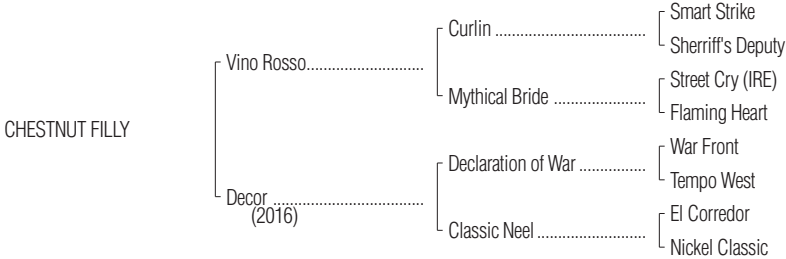 Smart Strike
Curlin ....................................
Sherriff's Deputy
Vino Rosso............................
Street Cry (IRE)
Mythical Bride ......................
Flaming Heart
CHESTNUT FILLY
War Front
Declaration of War ................
Tempo West
Decor ....................................
(2016)
El Corredor
Classic Neel ..........................
Nickel Classic